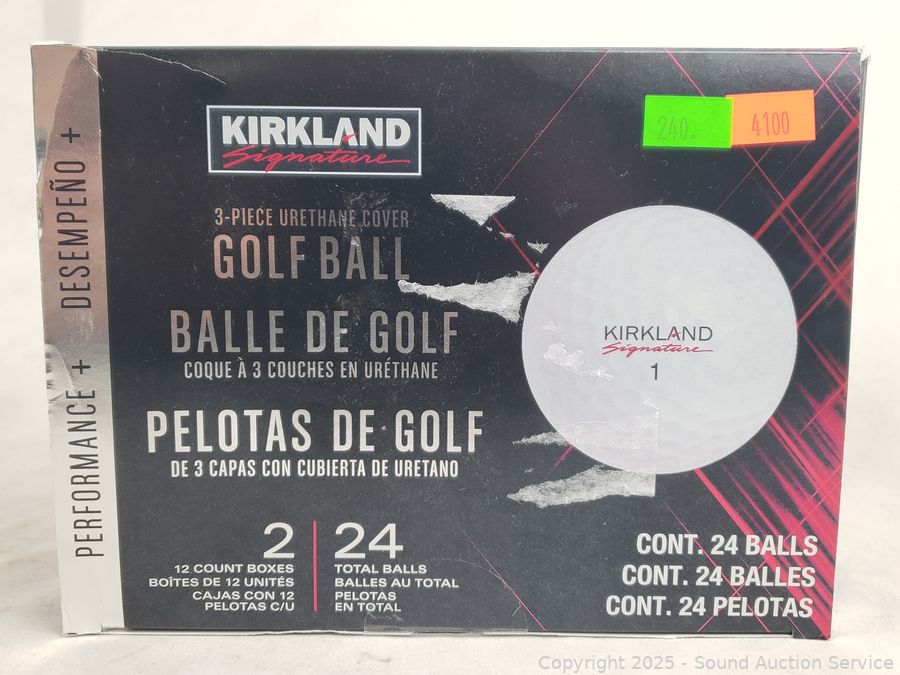 PERFORMANCE + DESEMPEÑO +
KIRKLAND
Signature
240.
4100
3-PIECE URETHANE COVER
GOLF BALL
BALLE DE GOLF
COQUE À 3 COUCHES EN URÉTHANE
PELOTAS DE GOLF
DE 3 CAPAS CON CUBIERTA DE URETANO
KIRKLAND
Signature
1
2
12 COUNT BOXES
BOÎTES DE 12 UNITÉS
CAJAS CON 12
PELOTAS C/U
24
TOTAL BALLS
BALLES AU TOTAL
PELOTAS
EN TOTAL
CONT. 24 BALLS
CONT. 24 BALLES
CONT. 24 PELOTAS
Copyright 2025 - Sound Auction Service